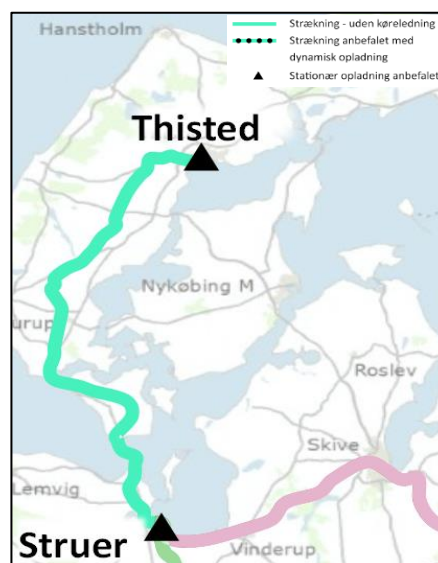 Hanstholm
Strækning - uden køreledning
Strækning anbefalet med
dynamisk opladning
Stationær opladning anbefalet
Thisted
Nykøbing M
urup
Roslev
Skive
Lemvig
Struer
Vinderup